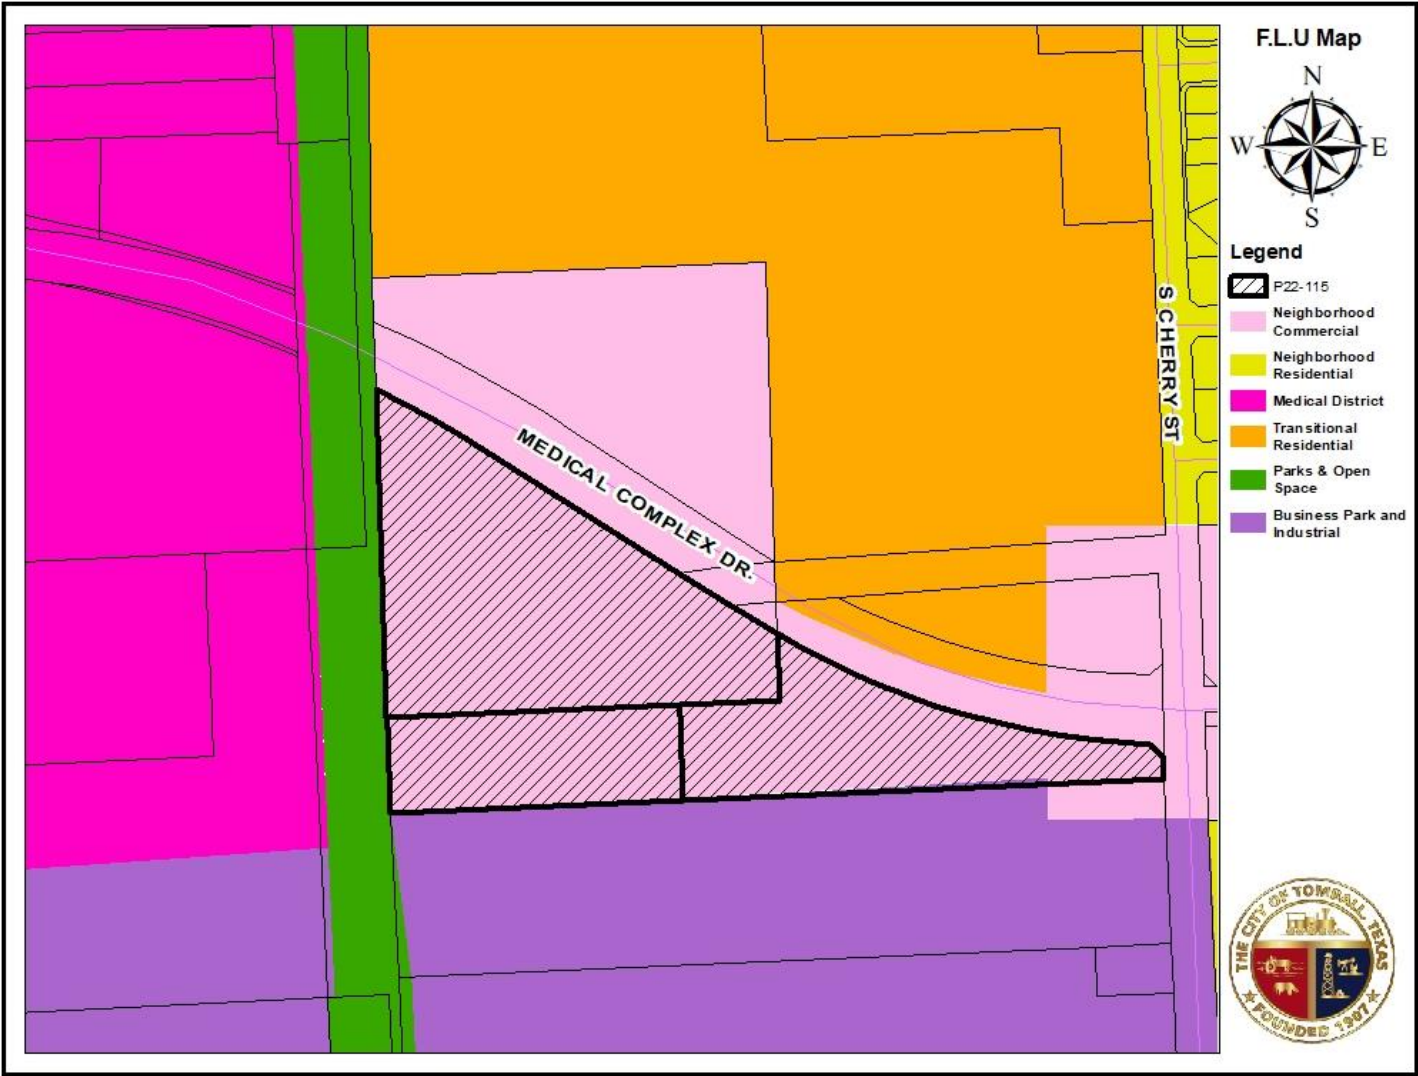 F.L.U Map
N
W
E
S
Legend
P22-115
Neighborhood
Commercial
Neighborhood
Residential
Medical District
Transitional
Residential
Parks & Open
Space
Business Park and
Industrial
S CHERRY ST
MEDICAL COMPLEX DR.
THE CITY OF TOMBALL, TEXAS
FOUNDED 1907